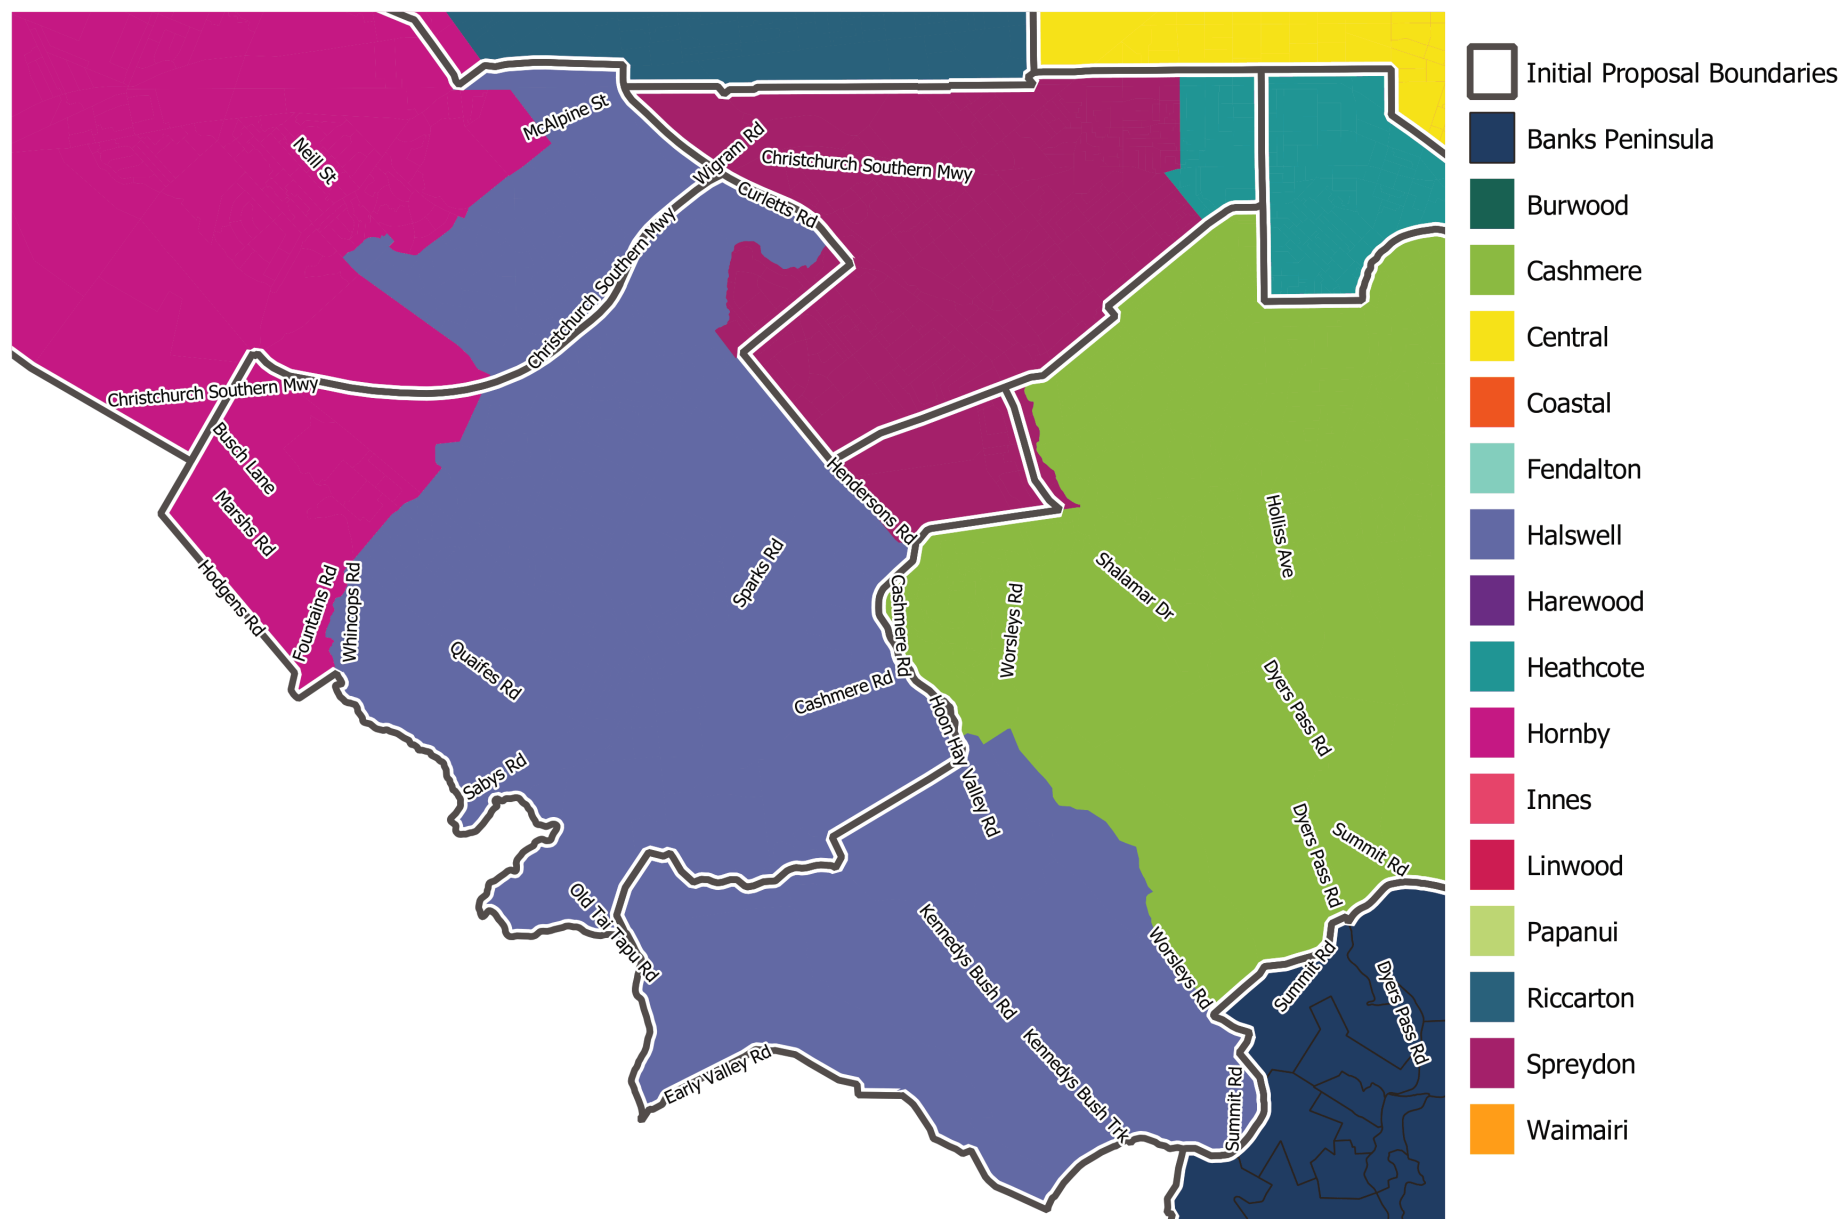 McAlpine St
Neill St
Wigram Rd
Christchurch Southern Mwy
Curletts Rd
Christchurch Southern Mwy
Christchurch Southern Mwy
Busch Lane
Marshs Rd
Hodgens Rd
Fountains Rd
Whincops Rd
Hendersons Rd
Sparks Rd
Holliss Ave
Shalamar Dr
Worsleys Rd
Cashmere Rd
Quaifes Rd
Cashmere Rd
Hoon Hay Valley Rd
Dyers Pass Rd
Sabys Rd
Dyers Pass Rd
Summit Rd
Old Tai Tapu Rd
Kennedys Bush Rd
Worsleys Rd
Summit Rd
Dyers Pass Rd
Early Valley Rd
Kennedys Bush Trk
Summit Rd
Initial Proposal Boundaries
Banks Peninsula
Burwood
Cashmere
Central
Coastal
Fendalton
Halswell
Harewood
Heathcote
Hornby
Innes
Linwood
Papanui
Riccarton
Spreydon
Waimairi